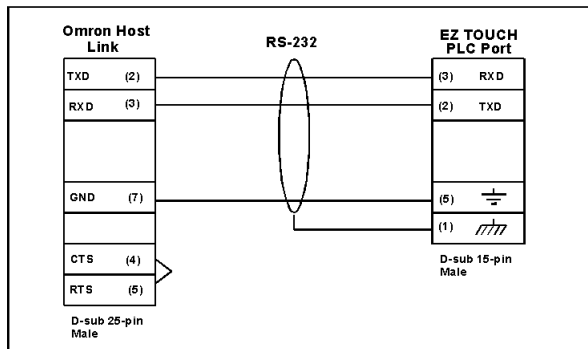 Omron Host
Link
RS-232
EZ TOUCH
PLC Port
TXD (2)
(3) RXD
RXD (3)
(2) TXD
GND (7)
(5)
(1)
CTS (4)
RTS (5)
D-sub 15-pin
Male
D-sub 25-pin
Male